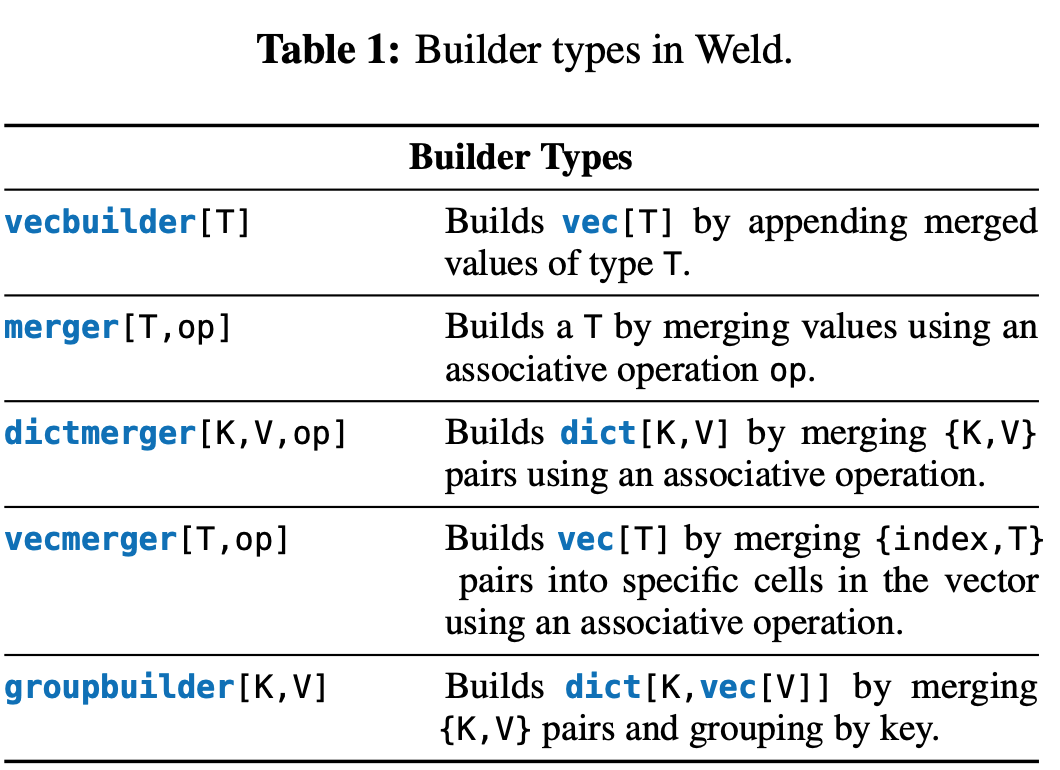 Table 1: Builder types in Weld.
Builder Types
vecbuilder[T] Builds vec[T] by appending merged
values of type T.
merger[T,op] Builds a T by merging values using an
associative operation op.
dictmerger[K,V,op] Builds dict[K,V] by merging {K,V}
pairs using an associative operation.
vecmerger[T,op] Builds vec[T] by merging {index,T}
pairs into specific cells in the vector
using an associative operation.
groupbuilder[K,V] Builds dict[K,vec[V]] by merging
{K,V} pairs and grouping by key.